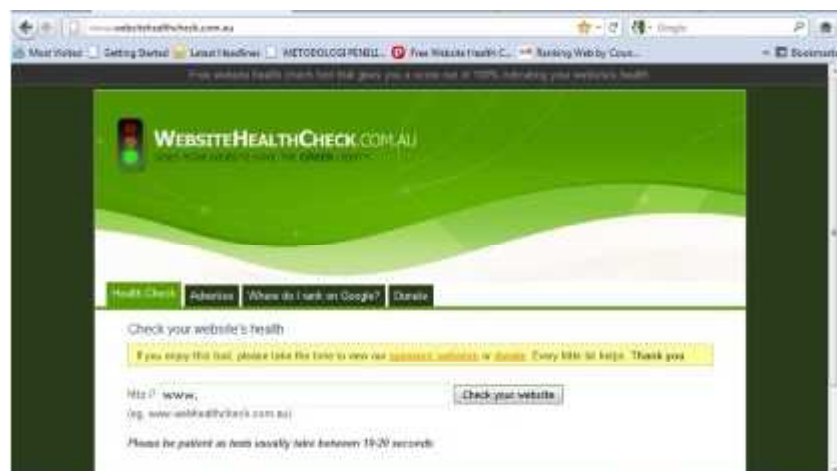 www.websitehealthcheck.com.au Google
Most Visited Getting Started Latest Headlines METODOLOGI PENELI... Free Website Health C... Ranking Web by Coun... Bookmarks
Free website health check tool that gives you a score out of 100% indicating your website's health
WEBSITEHEALTHCHECK.COM.AU
DOES YOUR WEBSITE HAVE THE GREEN LIGHT?
Health Check Advertise Where do I rank on Google? Donate
Check your website's health
If you enjoy this tool, please take the time to view our websites or donate. Every little bit helps. Thank you
http:// www. Check your website
(eg. www.webhealthcheck.com.au)
Please be patient as tests usually take between 10-20 seconds